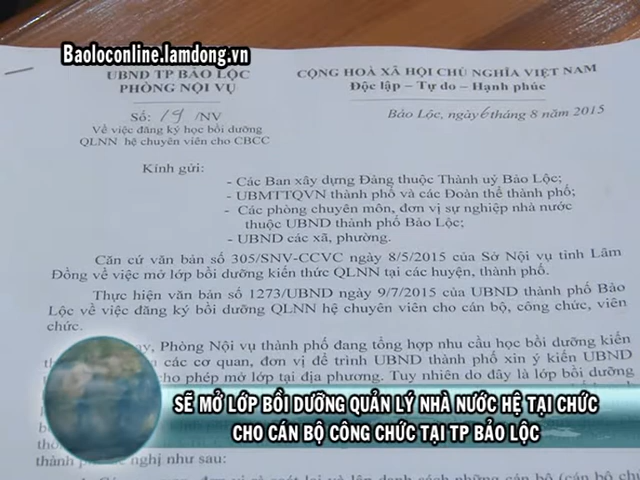 Baoloconline.lamdong.vn
UBND TP BẢO LỘC
PHÒNG NỘI VỤ
CỘNG HOÀ XÃ HỘI CHỦ NGHĨA VIỆT NAM
Độc lập – Tự do – Hạnh phúc
Số: 19 /NV
Bảo Lộc, ngày 6 tháng 8 năm 2015
Về việc đăng ký học bồi dưỡng
QLNN hệ chuyên viên cho CBCC
Kính gửi:
- Các Ban xây dựng Đảng thuộc Thành uỷ Bảo Lộc;
- UBMTTQVN thành phố và các Đoàn thể thành phố;
- Các phòng chuyên môn, đơn vị sự nghiệp nhà nước
thuộc UBND thành phố Bảo Lộc;
- UBND các xã, phường.
Căn cứ văn bản số 305/SNV-CCVC ngày 8/5/2015 của Sở Nội vụ tỉnh Lâm
Đồng về việc mở lớp bồi dưỡng kiến thức QLNN tại các huyện, thành phố.
Thực hiện văn bản số 1273/UBND ngày 9/7/2015 của UBND thành phố Bảo
Lộc về việc đăng ký bồi dưỡng QLNN hệ chuyên viên cho cán bộ, công chức, viên
chức.
Phòng Nội vụ thành phố đang tổng hợp nhu cầu học bồi dưỡng kiến
các cơ quan, đơn vị để trình UBND thành phố xin ý kiến UBND
cho phép mở lớp tại địa phương. Tuy nhiên do đây là lớp bồi dưỡng
SẼ MỞ LỚP BỒI DƯỠNG QUẢN LÝ NHÀ NƯỚC HỆ TẠI CHỨC
CHO CÁN BỘ CÔNG CHỨC TẠI TP BẢO LỘC
thành nghị như sau: